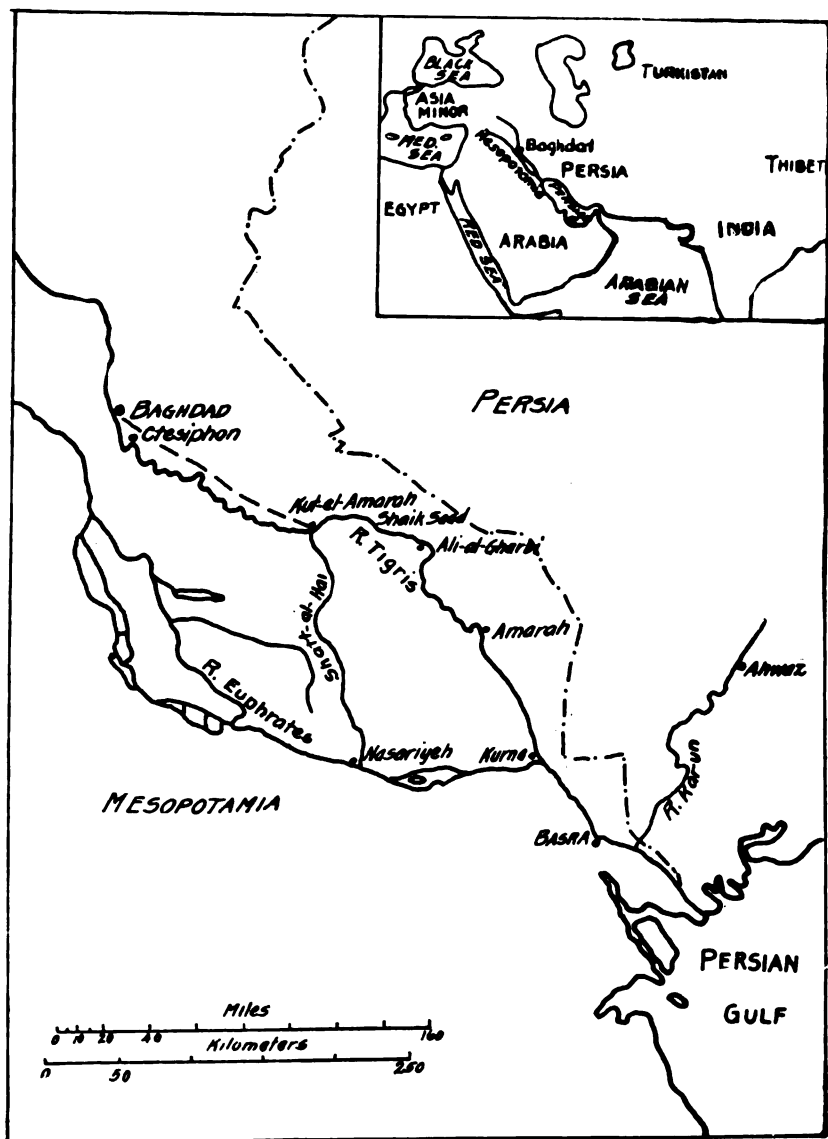 BLACK
SEA
TURKISTAN
ASIA
MINOR
MED.
SEA
Baghdad
Mesopotamia
PERSIA
THIBET
EGYPT
ARABIA
INDIA
MED SEA
ARABIAN
SEA
PERSIA
BAGHDAD
Ctesiphon
Kut-el-Amarah
Shaik Saad
Ali-al-Gharbi
R. Tigris
Shatt-al-Hai
Amarah
Ahwaz
R. Euphrates
Nasariyeh
Kurna
R. Karun
MESOPOTAMIA
BASRA
PERSIAN
GULF
Miles
0 10 20 40 160
Kilometers
0 50 250